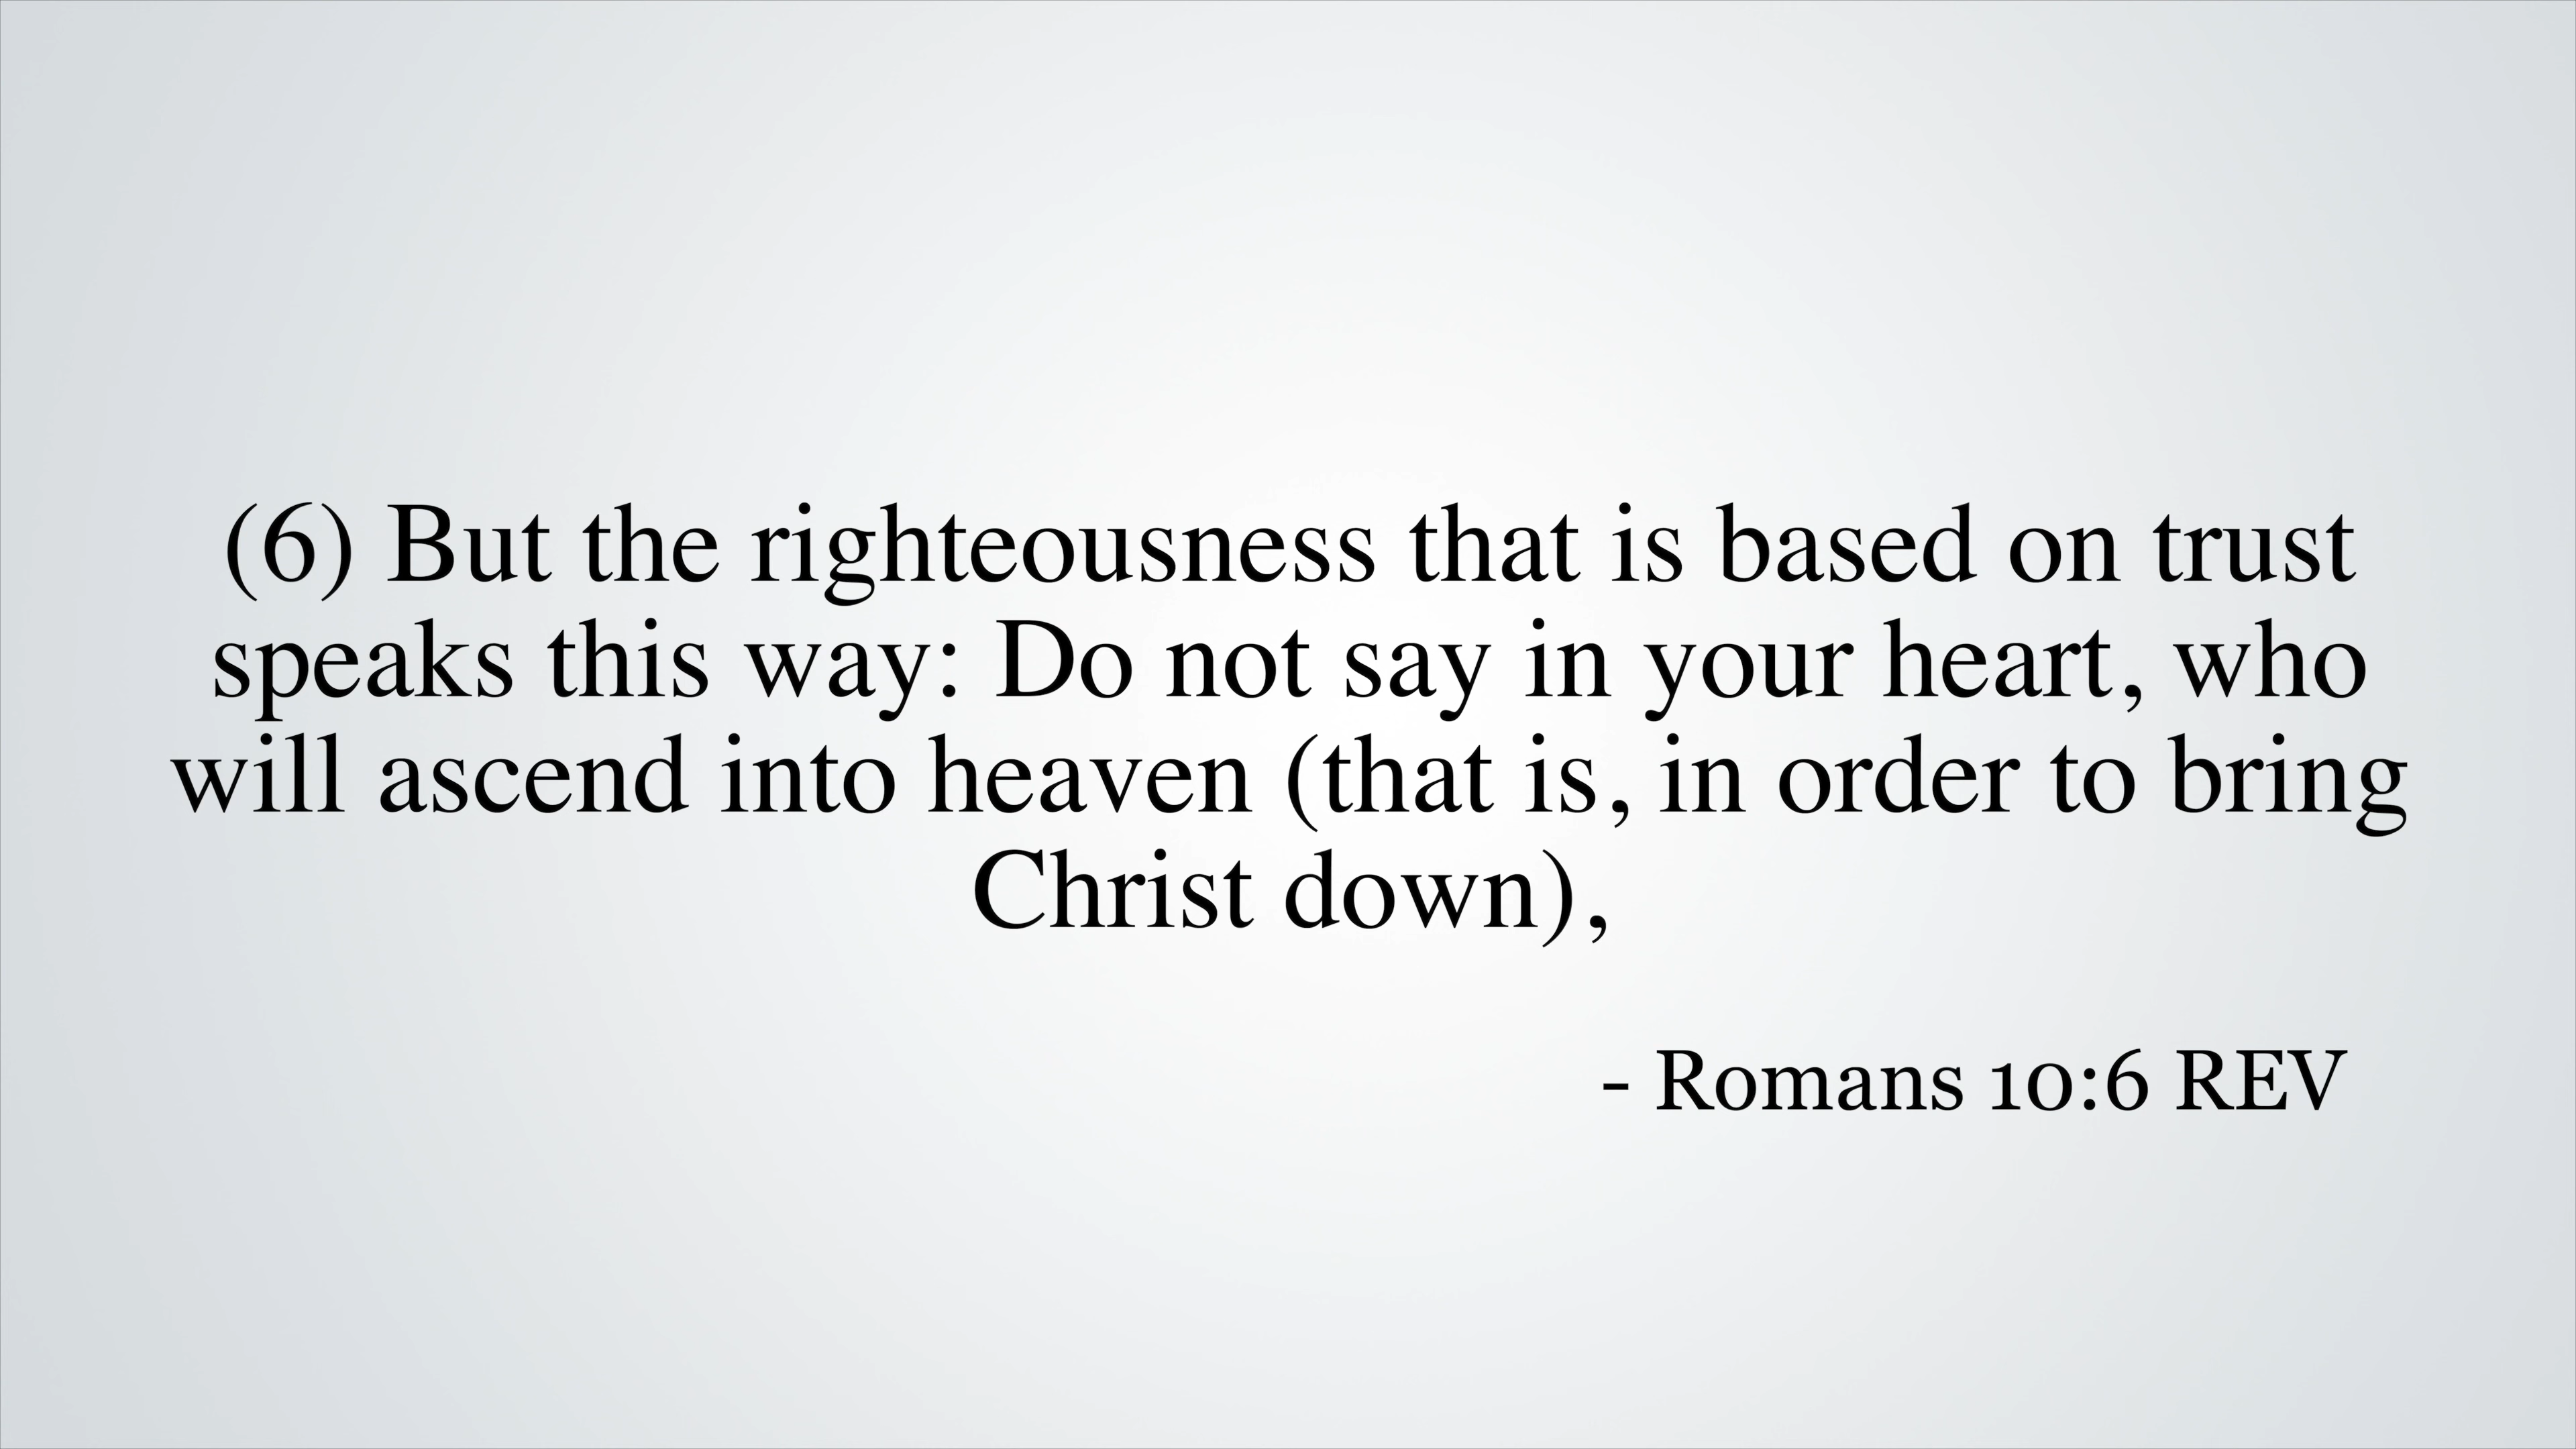 (6) But the righteousness that is based on trust
speaks this way: Do not say in your heart, who
will ascend into heaven (that is, in order to bring
Christ down),
- Romans 10:6 REV